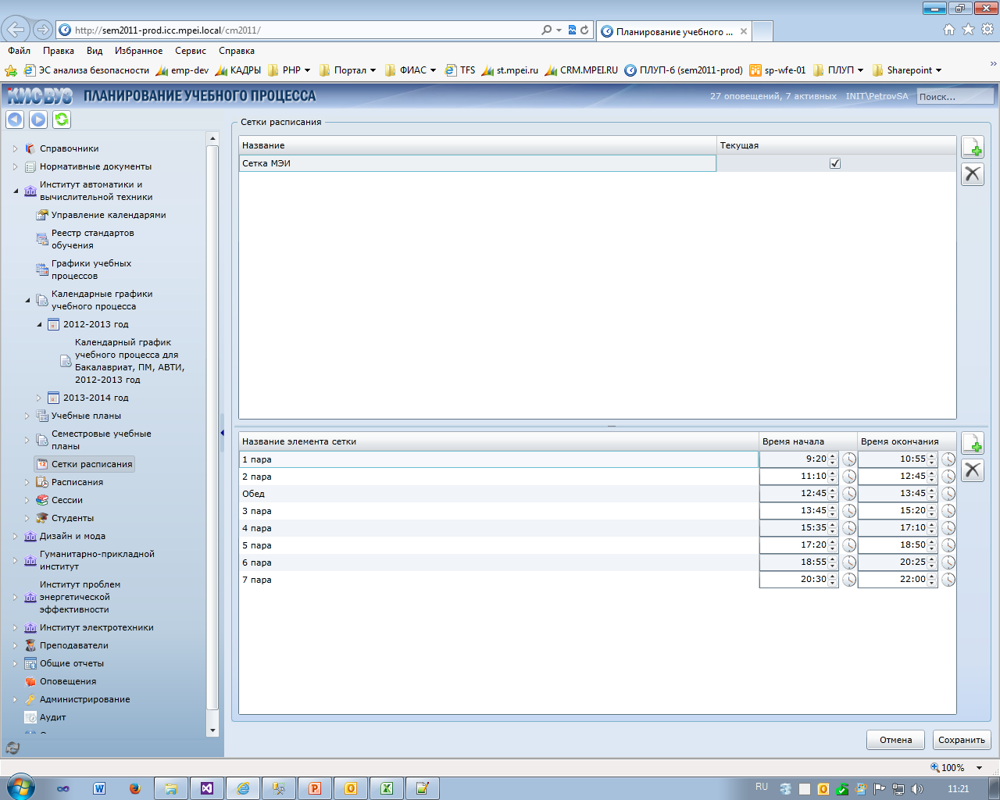 http://sem2011-prod.icc.mpei.local/cm2011/
Планирование учебного ...
Файл Правка Вид Избранное Сервис Справка
ЭС анализа безопасности emp-dev КАДРЫ PHP Портал ФИАС TFS st.mpei.ru CRM.MPEI.RU ПЛУП-6 (sem2011-prod) sp-wfe-01 ПЛУП Sharepoint
КИС ВУЗ ПЛАНИРОВАНИЕ УЧЕБНОГО ПРОЦЕССА
27 оповещений, 7 активных INIT\PetrovSA Поиск...
Справочники
Нормативные документы
Институт автоматики и
вычислительной техники
Управление календарями
Реестр стандартов
обучения
Графики учебных
процессов
Календарные графики
учебного процесса
2012-2013 год
Календарный график
учебного процесса для
Бакалавриат, ПМ, АВТИ,
2012-2013 год
2013-2014 год
Учебные планы
Семестровые учебные
планы
Сетки расписания
Расписания
Сессии
Студенты
Дизайн и мода
Гуманитарно-прикладной
институт
Институт проблем
энергетической
эффективности
Институт электротехники
Преподаватели
Общие отчеты
Оповещения
Администрирование
Аудит
Сетки расписания
Название Текущая
Сетка МЭИ
Название элемента сетки Время начала Время окончания
1 пара 9:20 10:55
2 пара 11:10 12:45
Обед 12:45 13:45
3 пара 13:45 15:20
4 пара 15:35 17:10
5 пара 17:20 18:50
6 пара 18:55 20:25
7 пара 20:30 22:00
Отмена Сохранить
100%
RU 11:21